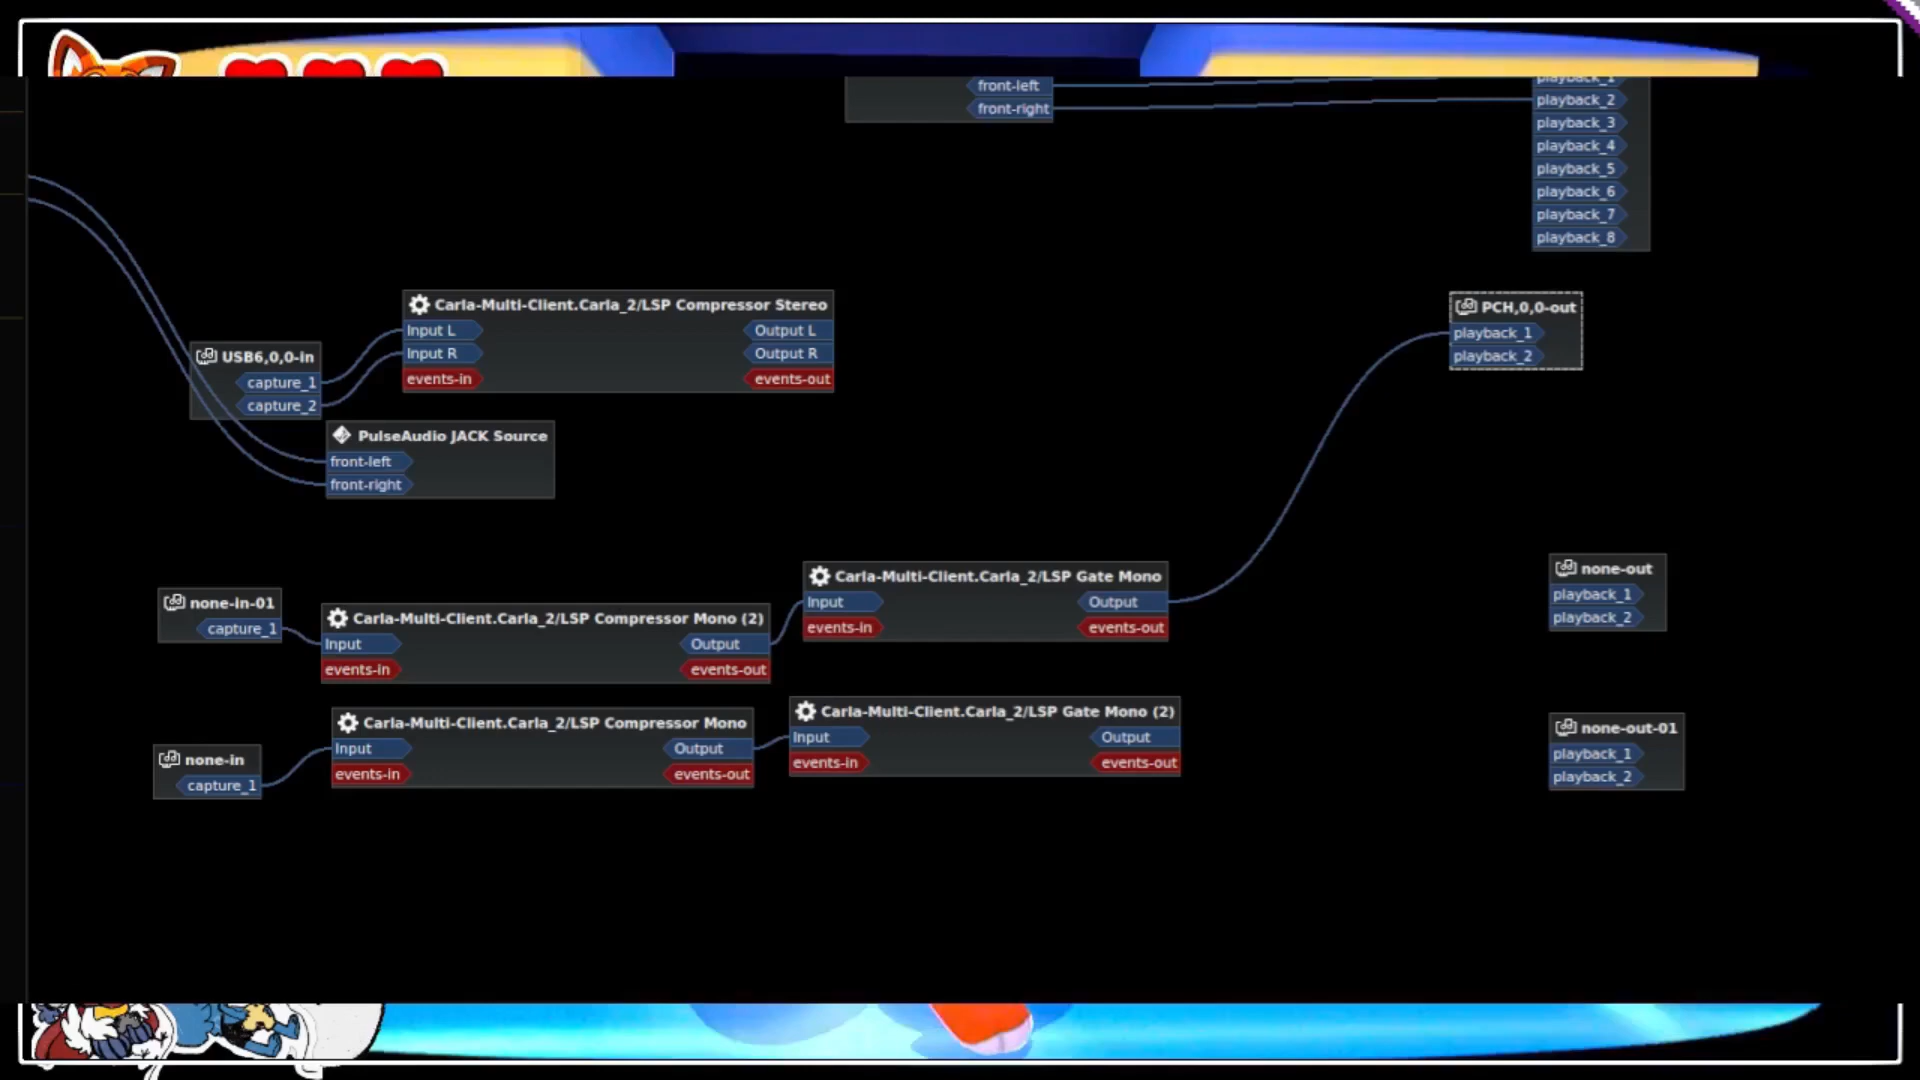 front-left
front-right
playback_1
playback_2
playback_3
playback_4
playback_5
playback_6
playback_7
playback_8
Carla-Multi-Client.Carla_2/LSP Compressor Stereo
Input L
Output L
Input R
Output R
events-in
events-out
USB6,0,0-in
capture_1
capture_2
PCH,0,0-out
playback_1
playback_2
PulseAudio JACK Source
front-left
front-right
none-in-01
capture_1
Carla-Multi-Client.Carla_2/LSP Compressor Mono (2)
Input
Output
events-in
events-out
Carla-Multi-Client.Carla_2/LSP Gate Mono
Input
Output
events-in
events-out
none-out
playback_1
playback_2
none-in
capture_1
Carla-Multi-Client.Carla_2/LSP Compressor Mono
Input
Output
events-in
events-out
Carla-Multi-Client.Carla_2/LSP Gate Mono (2)
Input
Output
events-in
events-out
none-out-01
playback_1
playback_2